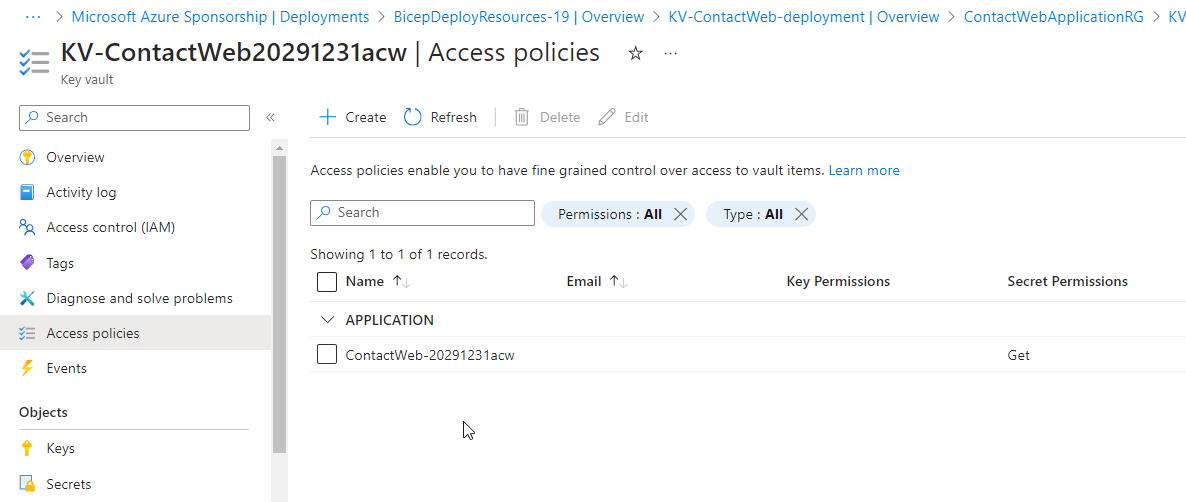 ··· > Microsoft Azure Sponsorship | Deployments > BicepDeployResources-19 | Overview > KV-ContactWeb-deployment | Overview > ContactWebApplicationRG > KV
KV-ContactWeb20291231acw | Access policies ···
Key vault
Search «
Create Refresh Delete Edit
Overview
Activity log
Access control (IAM)
Tags
Diagnose and solve problems
Access policies
Events
Objects
Keys
Secrets
Access policies enable you to have fine grained control over access to vault items. Learn more
Search Permissions : All Type : All
Showing 1 to 1 of 1 records.
Name ↑↓ Email ↑↓ Key Permissions Secret Permissions
APPLICATION
ContactWeb-20291231acw Get